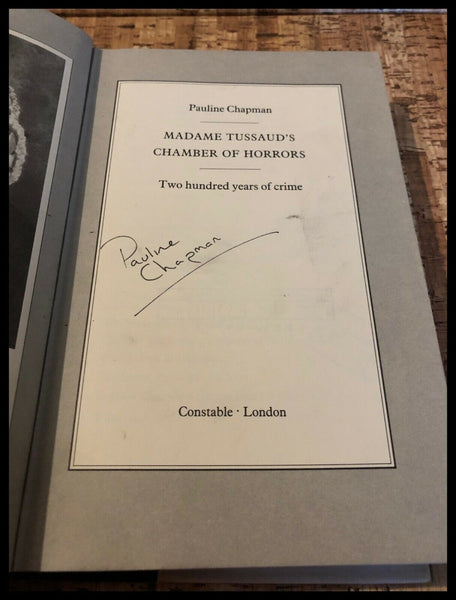 Pauline Chapman
MADAME TUSSAUD'S
CHAMBER OF HORRORS
Two hundred years of crime
Pauline
Chapman
Constable · London